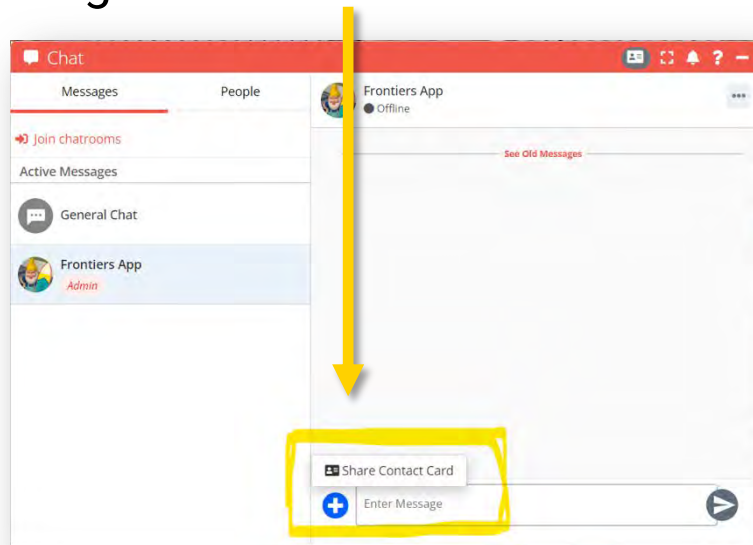 Chat
Messages People
Join chatrooms
Active Messages
General Chat
Frontiers App
Admin
Frontiers App
Offline
See Old Messages
Share Contact Card
Enter Message